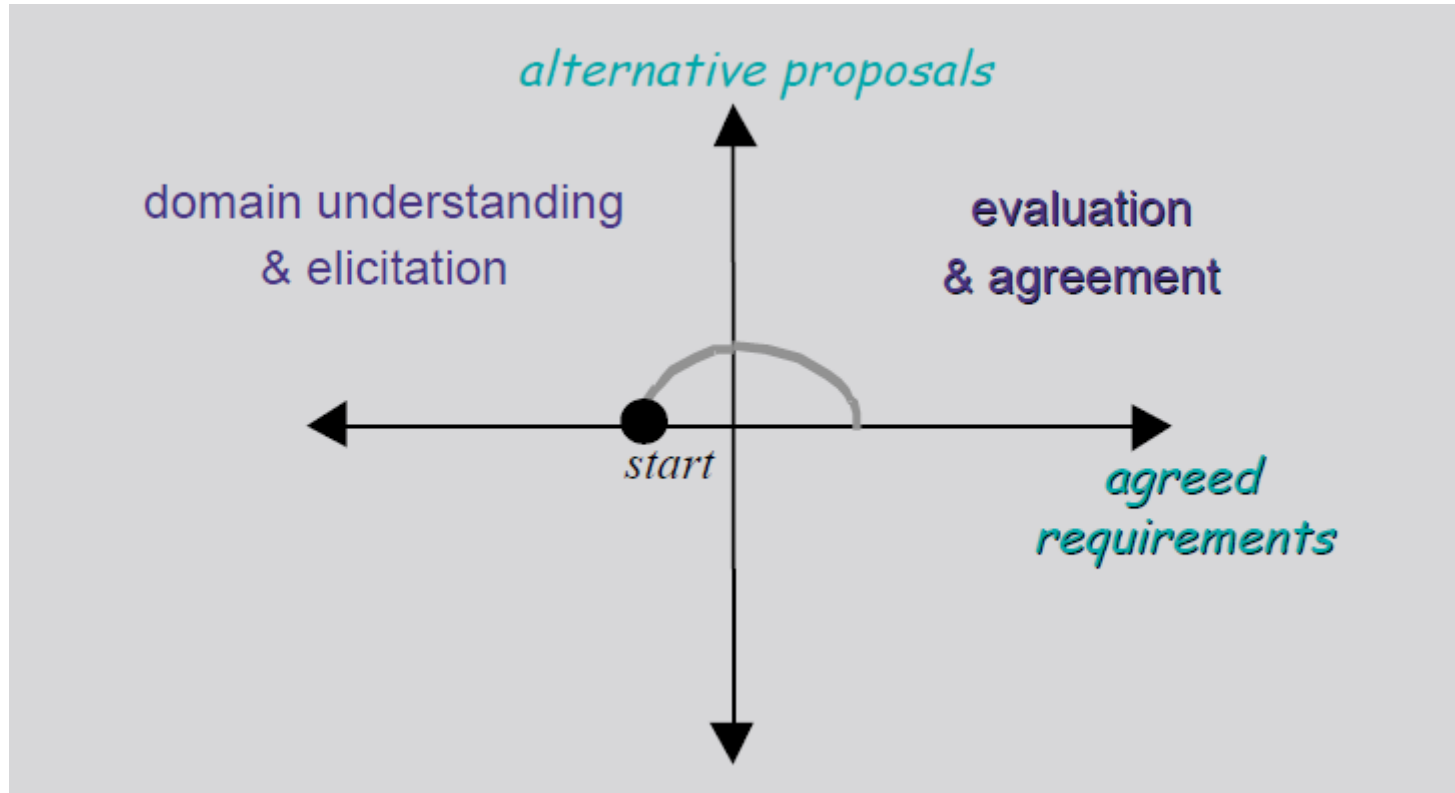 alternative proposals
domain understanding
& elicitation
evaluation
& agreement
start
agreed
requirements